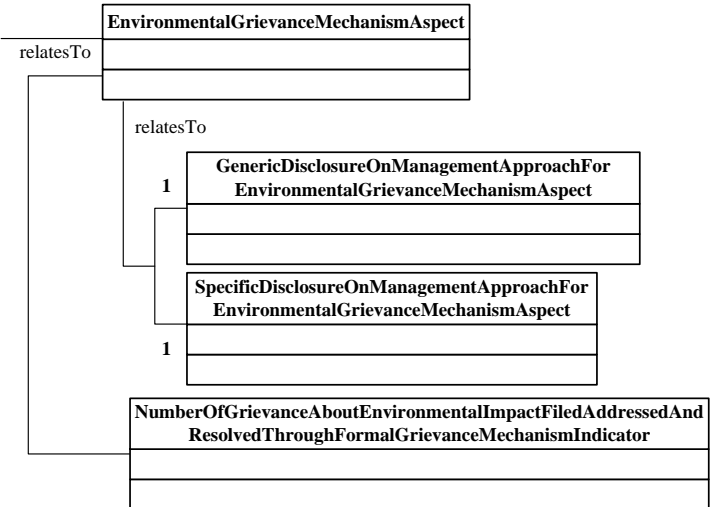 EnvironmentalGrievanceMechanismAspect
relatesTo
relatesTo
GenericDisclosureOnManagementApproachFor
EnvironmentalGrievanceMechanismAspect
1
SpecificDisclosureOnManagementApproachFor
EnvironmentalGrievanceMechanismAspect
1
NumberOfGrievanceAboutEnvironmentalImpactFiledAddressedAnd
ResolvedThroughFormalGrievanceMechanismIndicator